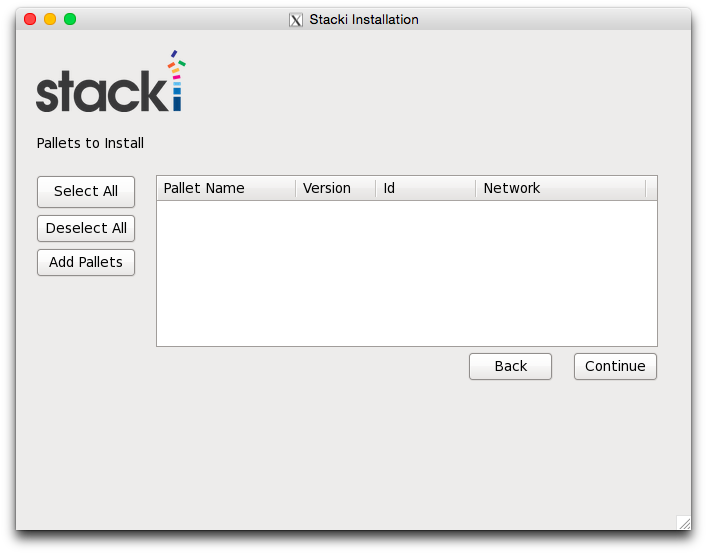 Stacki Installation
stacki
Pallets to Install
Select All
Deselect All
Add Pallets
Pallet Name Version Id Network
Back Continue